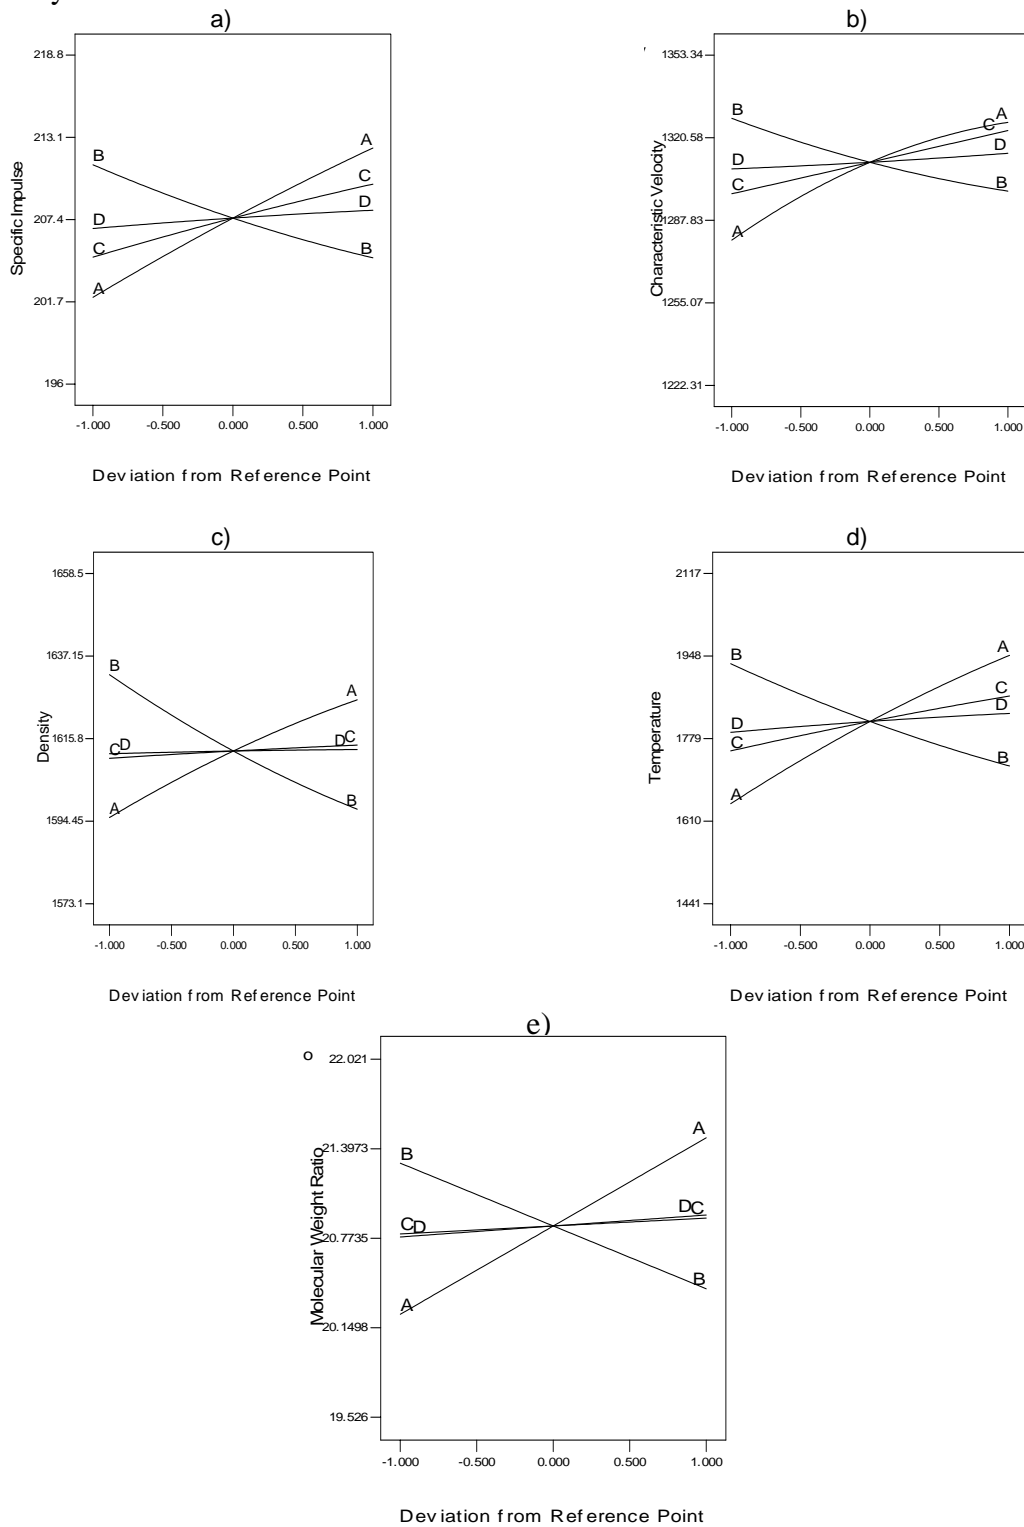 a)
218.8
213.1
207.4
201.7
196
Specific Impulse
B
D
C
A
A
C
D
B
-1.000 -0.500 0.000 0.500 1.000
Deviation from Reference Point
b)
1353.34
1320.58
1287.83
1255.07
1222.31
Characteristic Velocity
B
D
C
A
A
C
D
B
-1.000 -0.500 0.000 0.500 1.000
Deviation from Reference Point
c)
1658.5
1637.15
1615.8
1594.45
1573.1
Density
B
C D
A
A
D C
B
-1.000 -0.500 0.000 0.500 1.000
Deviation from Reference Point
d)
2117
1948
1779
1610
1441
Temperature
B
D
C
A
A
C
D
B
-1.000 -0.500 0.000 0.500 1.000
Deviation from Reference Point
e)
o
22.021
21.3973
20.7735
20.1498
19.526
Molecular Weight Ratio
B
C D
A
A
D C
B
-1.000 -0.500 0.000 0.500 1.000
Deviation from Reference Point